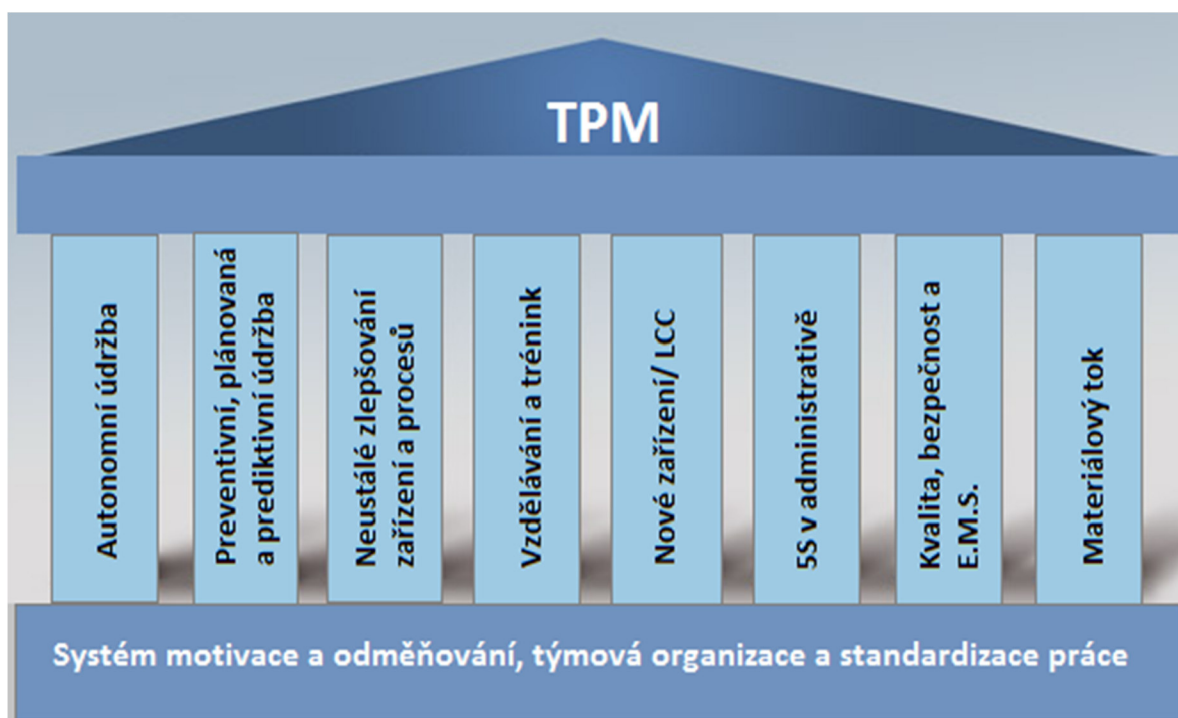 TPM
Autonomní údržba
Preventivní, plánovaná
a prediktivní údržba
Neustálé zlepšování
zařízení a procesů
Vzdělávání a trénink
Nové zařízení/ LCC
5S v administrativě
Kvalita, bezpečnost a
E.M.S.
Materiálový tok
Systém motivace a odměňování, týmová organizace a standardizace práce